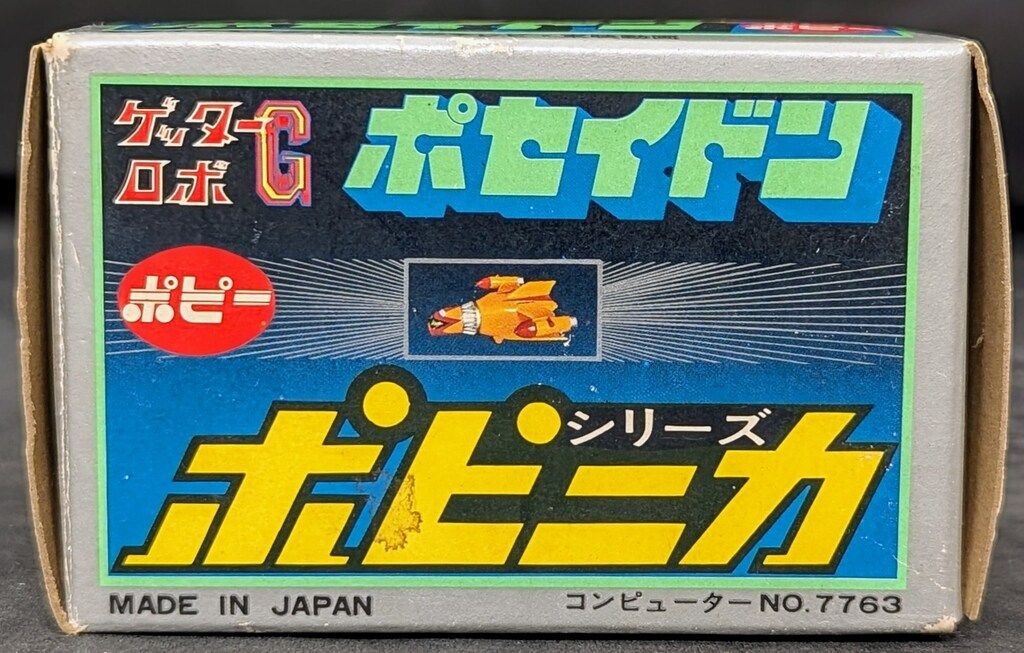 ゲッター
ロボG
ポセイドン
ポピー
シリーズ
ポピニカ
MADE IN JAPAN
コンピューターNO.7763